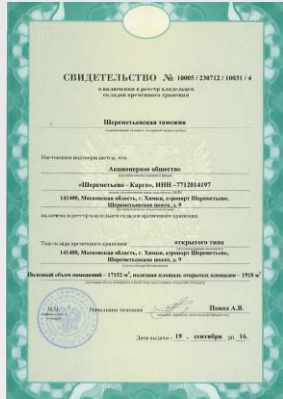 СВИДЕТЕЛЬСТВО № 10005 / 230712 / 10031 / 4
о включении в реестр владельцев
складов временного хранения
Шереметьевская таможня
Настоящее подтверждается, что
Акционерное общество
«Шереметьево - Карго», ИНН –7712014197
141400, Московская область, г. Химки, аэропорт Шереметьево,
Шереметьевское шоссе, д. 9
включено в реестр владельцев складов временного хранения.
Тип склада временного хранения открытого типа
141400, Московская область, г. Химки, аэропорт Шереметьево,
Шереметьевское шоссе, д. 9
Полезный объем помещений – 17152 м³, полезная площадь открытых площадок – 1918 м²
М.П. Начальник таможни Попод А.В.
Дата выдачи « 19 » сентября 20 16.